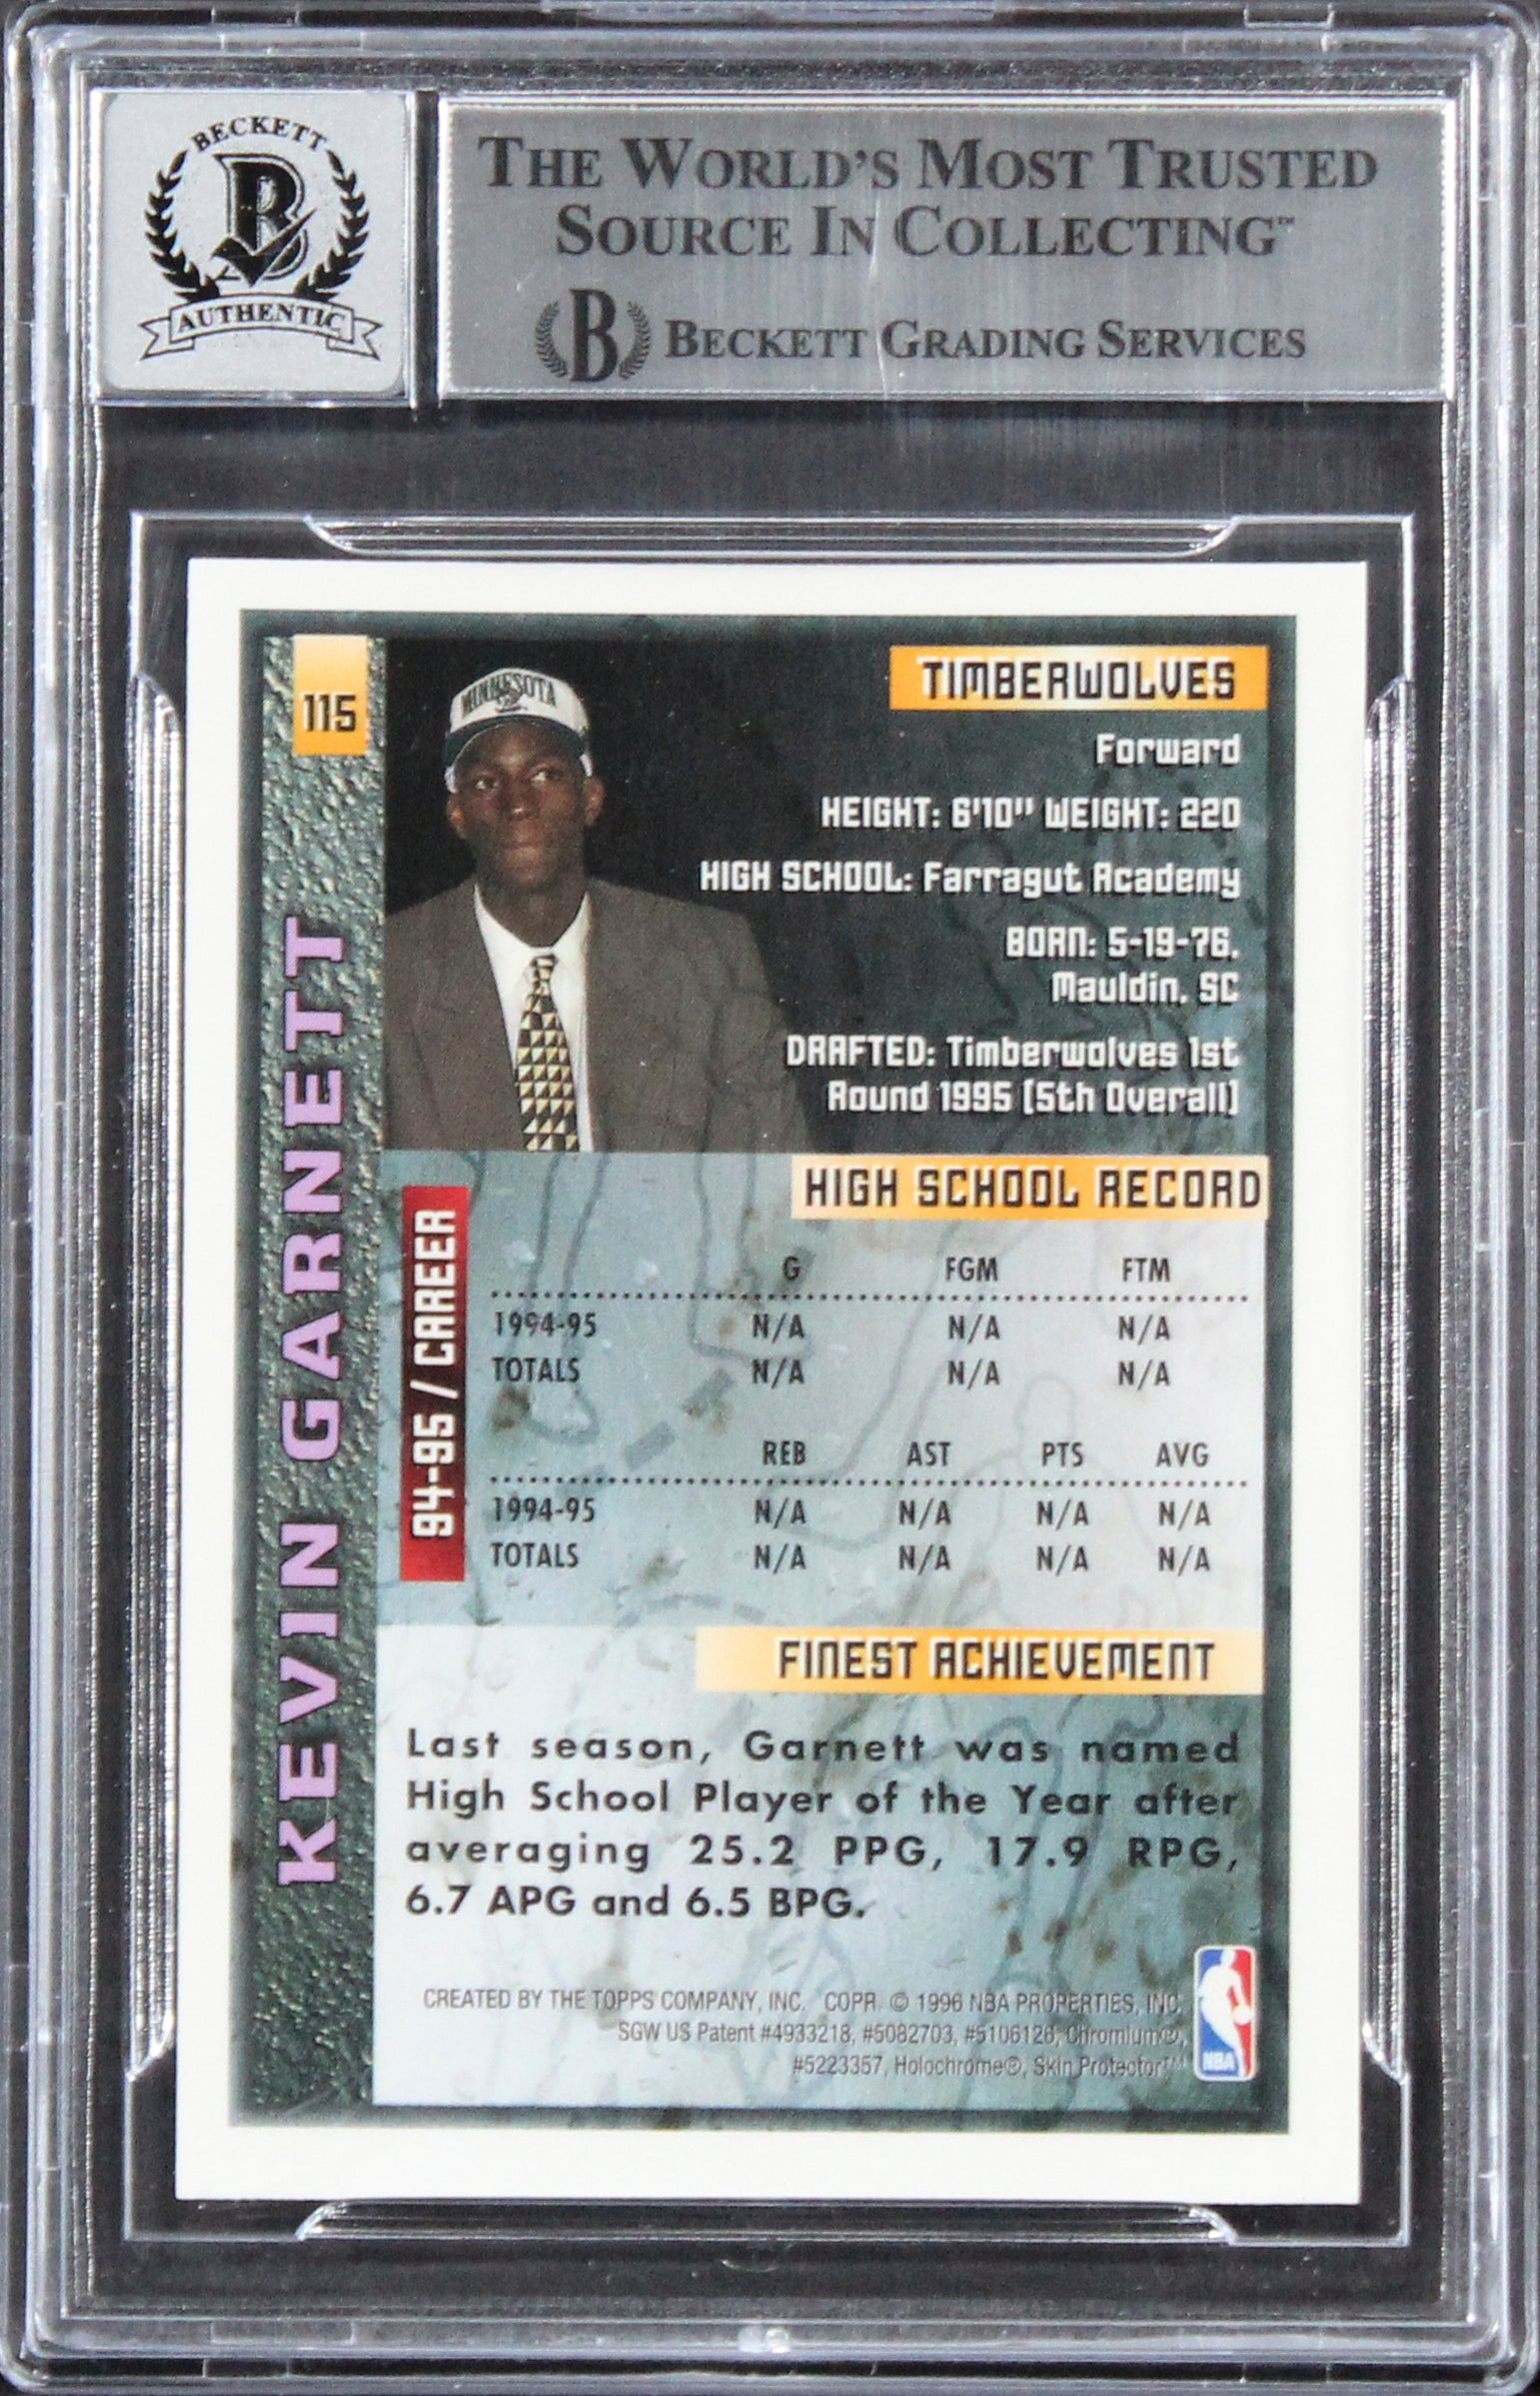 BECKETT
B
AUTHENTIC
THE WORLD'S MOST TRUSTED
SOURCE IN COLLECTING™
B BECKETT GRADING SERVICES
115
MINNESOTA
KEVIN GARNETT
TIMBERWOLVES
Forward
HEIGHT: 6'10" WEIGHT: 220
HIGH SCHOOL: Farragut Academy
BORN: 5-19-76,
Mauldin, SC
DRAFTED: Timberwolves 1st
Round 1995 (5th Overall)
HIGH SCHOOL RECORD
94-95 / CAREER
G FGM FTM
1994-95 N/A N/A N/A
TOTALS N/A N/A N/A
REB AST PTS AVG
1994-95 N/A N/A N/A N/A
TOTALS N/A N/A N/A N/A
FINEST ACHIEVEMENT
Last season, Garnett was named
High School Player of the Year after
averaging 25.2 PPG, 17.9 RPG,
6.7 APG and 6.5 BPG.
CREATED BY THE TOPPS COMPANY, INC. COPR. © 1996 NBA PROPERTIES, INC.
SGW US Patent #4933218, #5082703, #5106126, Chromium®,
#5223357, Holochrome®, Skin Protector™
NBA